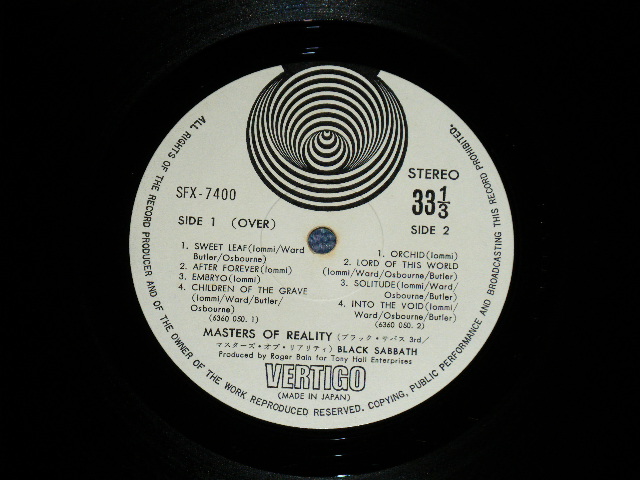 ALL RIGHTS OF THE RECORD PRODUCER AND OF THE OWNER OF THE WORK REPRODUCED RESERVED. COPYING, PUBLIC PERFORMANCE AND BROADCASTING THIS RECORD PROHIBITED.
SFX-7400
STEREO
33 1/3
SIDE 1 (OVER)
SIDE 2
1. SWEET LEAF(Iommi/Ward
Butler/Osbourne)
2. AFTER FOREVER(Iommi)
3. EMBRYO(Iommi)
4. CHILDREN OF THE GRAVE
(Iommi/Ward/Butler/
Osbourne)
(6360 050. 1)
1. ORCHID(Iommi)
2. LORD OF THIS WORLD
(Iommi/Ward/Osbourne/Butler)
3. SOLITUDE(Iommi/Ward/
Osbourne/Butler)
4. INTO THE VOID(Iommi/
Ward/Osbourne/Butler)
(6360 050. 2)
MASTERS OF REALITY (ブラック・サバス 3rd/
マスターズ・オブ・リアリティ) BLACK SABBATH
Produced by Roger Bain for Tony Hall Enterprises
VERTIGO
(MADE IN JAPAN)